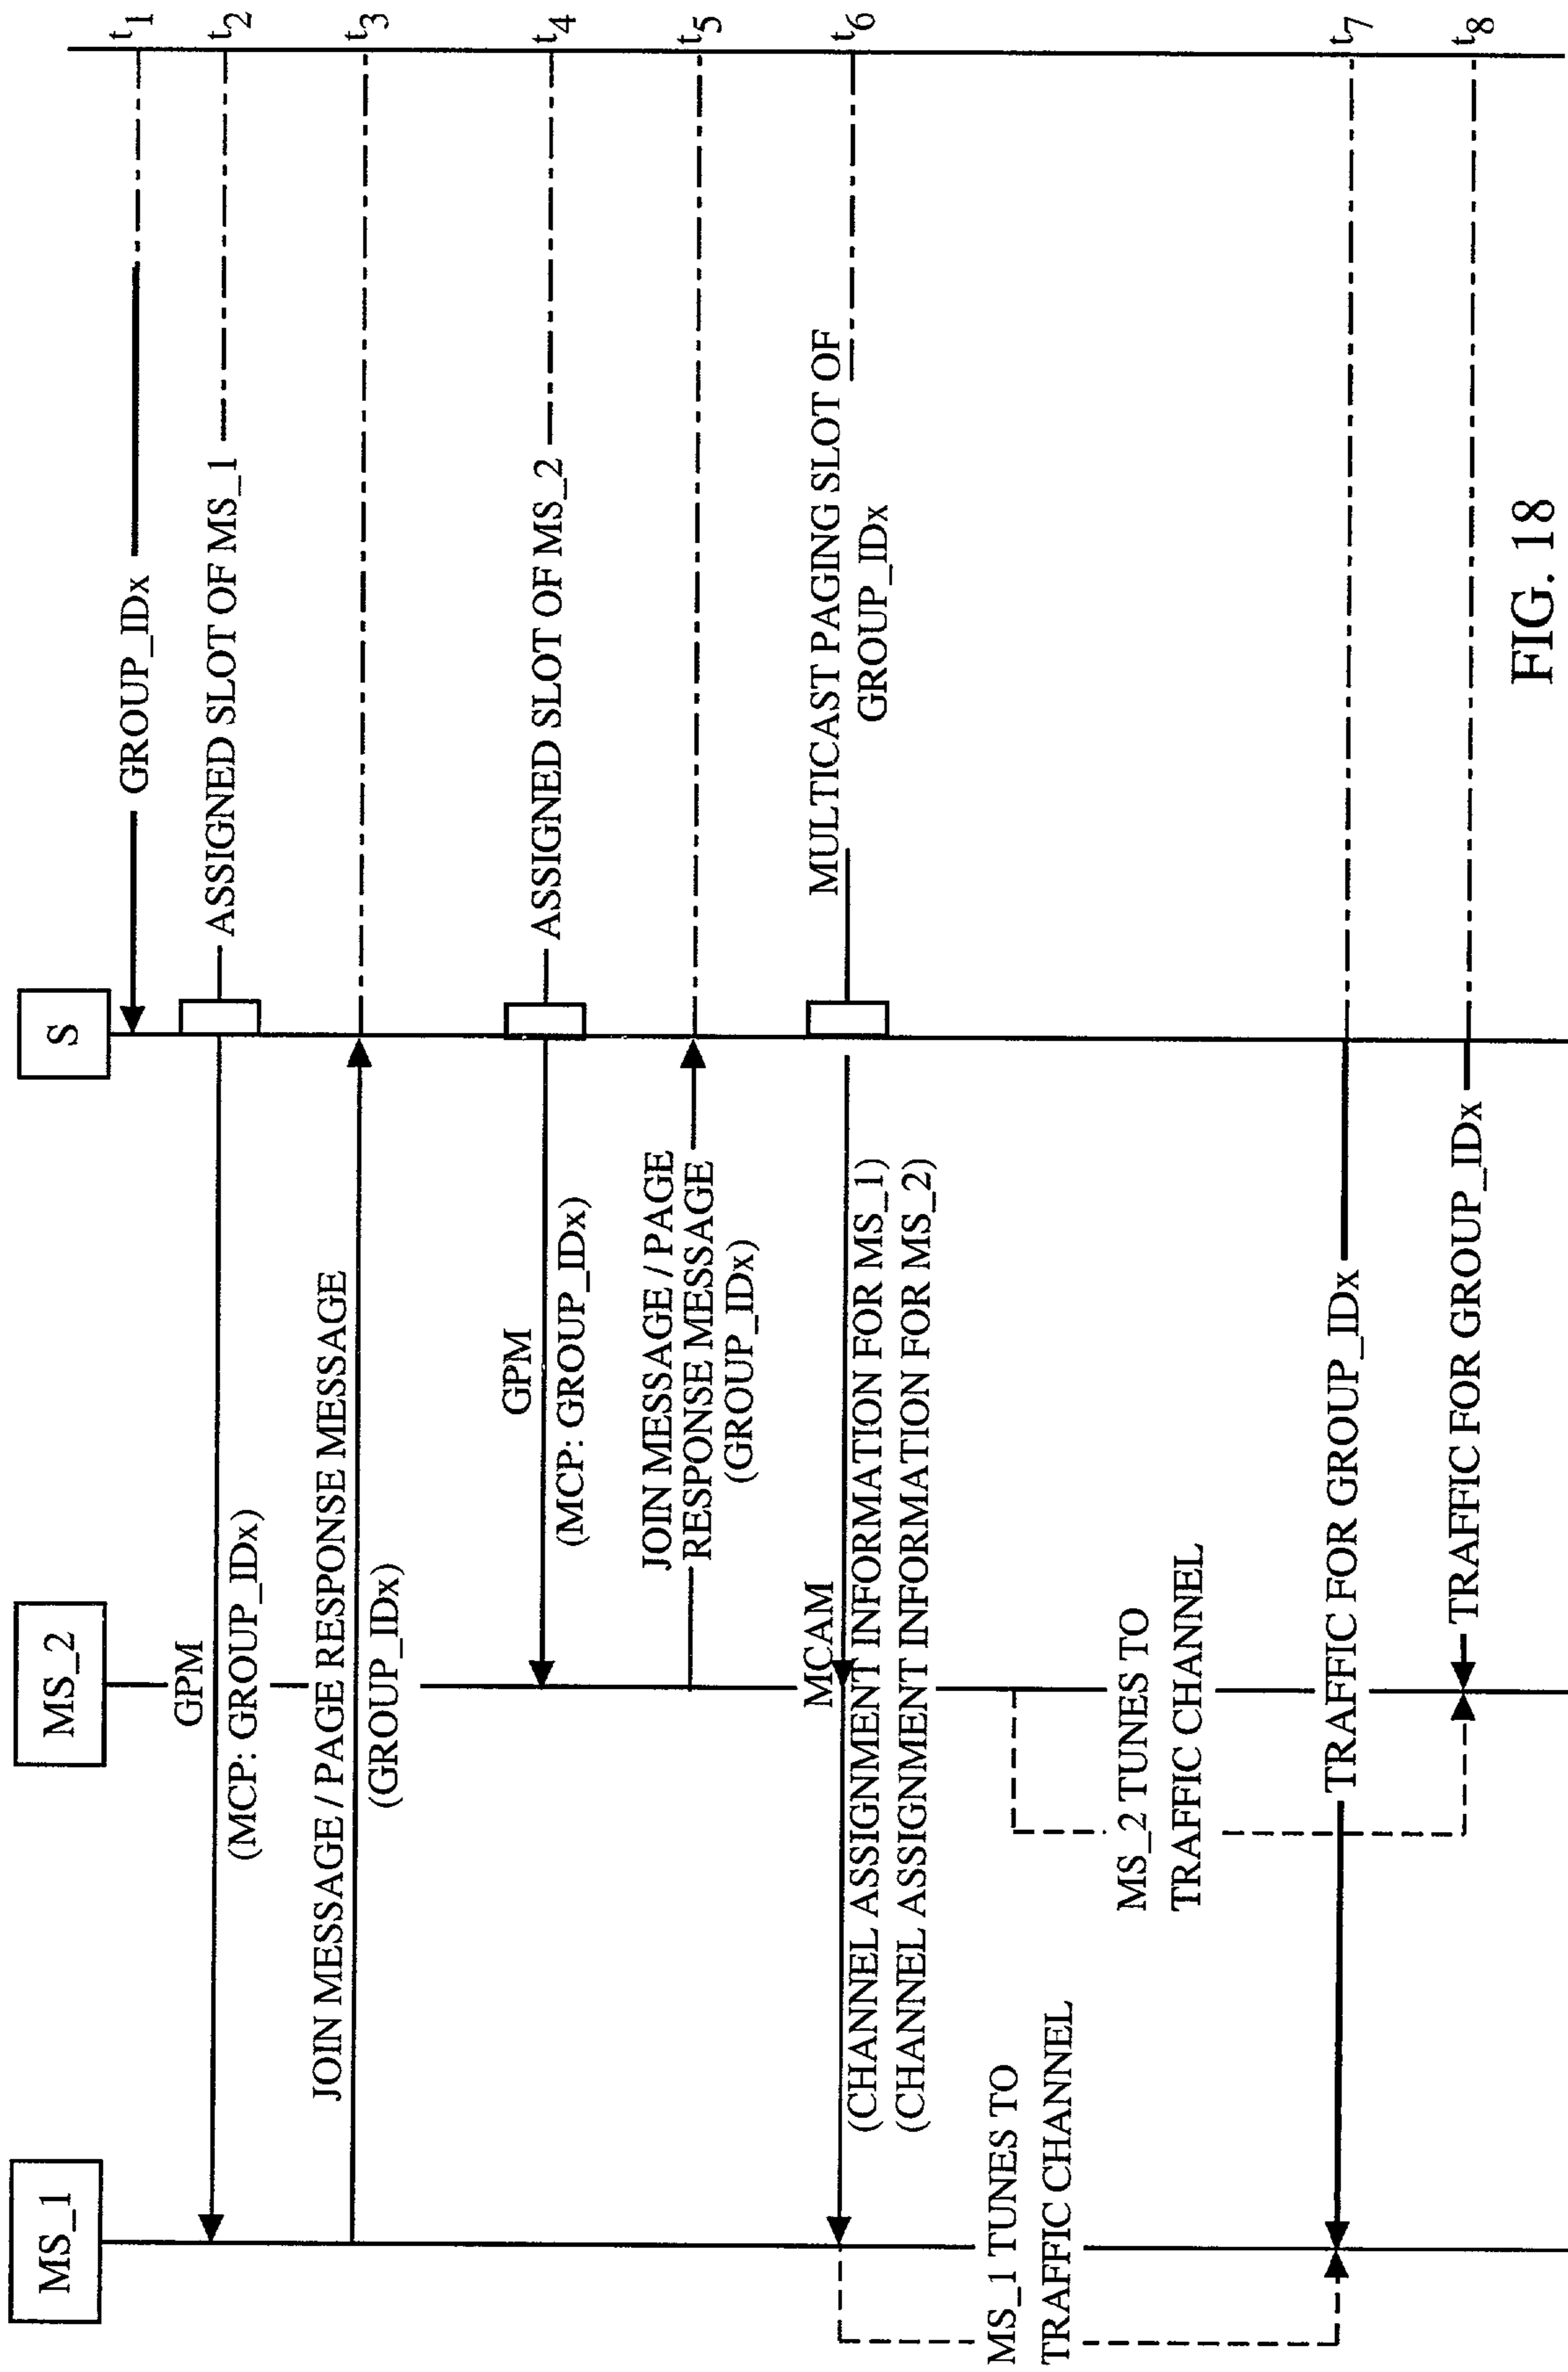 MS_1
MS_2
S
t1
GROUP_IDx
t2
ASSIGNED SLOT OF MS_1
GPM
(MCP: GROUP_IDx)
t3
JOIN MESSAGE / PAGE RESPONSE MESSAGE
(GROUP_IDx)
t4
ASSIGNED SLOT OF MS_2
GPM
(MCP: GROUP_IDx)
t5
JOIN MESSAGE / PAGE
RESPONSE MESSAGE
(GROUP_IDx)
t6
MULTICAST PAGING SLOT OF
GROUP_IDx
MCAM
(CHANNEL ASSIGNMENT INFORMATION FOR MS_1)
(CHANNEL ASSIGNMENT INFORMATION FOR MS_2)
MS_1 TUNES TO
TRAFFIC CHANNEL
MS_2 TUNES TO
TRAFFIC CHANNEL
t7
TRAFFIC FOR GROUP_IDx
t8
TRAFFIC FOR GROUP_IDx
FIG. 18